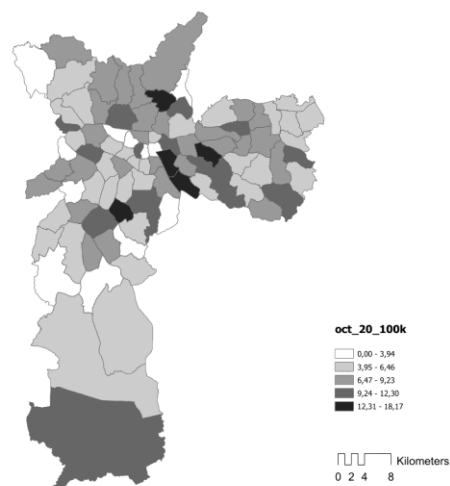 oct_20_100k
0,00 - 3,94
3,95 - 6,46
6,47 - 9,23
9,24 - 12,30
12,31 - 18,17
Kilometers
0 2 4 8